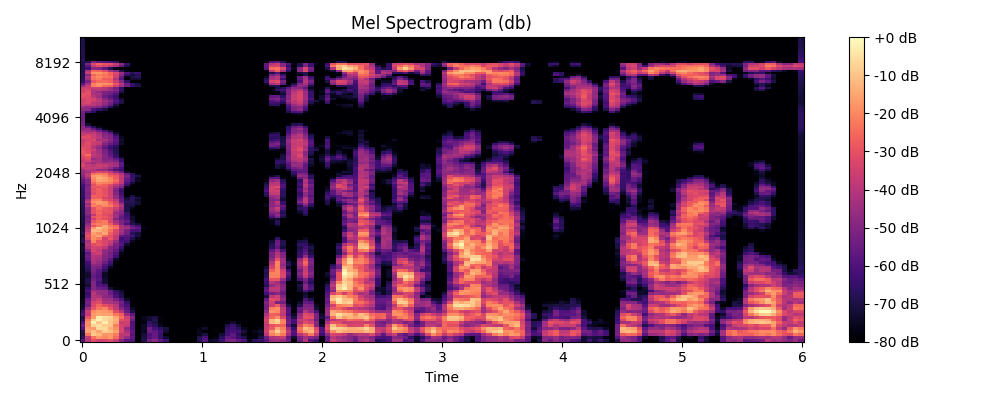 Mel Spectrogram (db)
8192
4096
2048
1024
512
0
Hz
0 1 2 3 4 5 6
Time
+0 dB
-10 dB
-20 dB
-30 dB
-40 dB
-50 dB
-60 dB
-70 dB
-80 dB